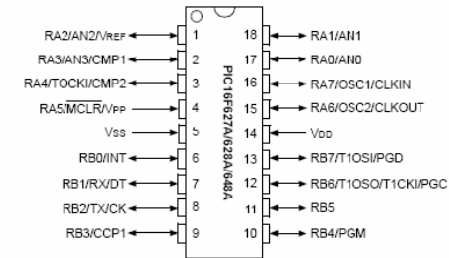 RA2/AN2/VREF 1 18 RA1/AN1
RA3/AN3/CMP1 2 17 RA0/AN0
RA4/TOCKI/CMP2 3 16 RA7/OSC1/CLKIN
RA5/MCLR/VPP 4 15 RA6/OSC2/CLKOUT
VSS 5 14 VDD
RB0/INT 6 13 RB7/T1OSI/PGD
RB1/RX/DT 7 12 RB6/T1OSO/T1CKI/PGC
RB2/TX/CK 8 11 RB5
RB3/CCP1 9 10 RB4/PGM
PIC16F627A/628A/648A